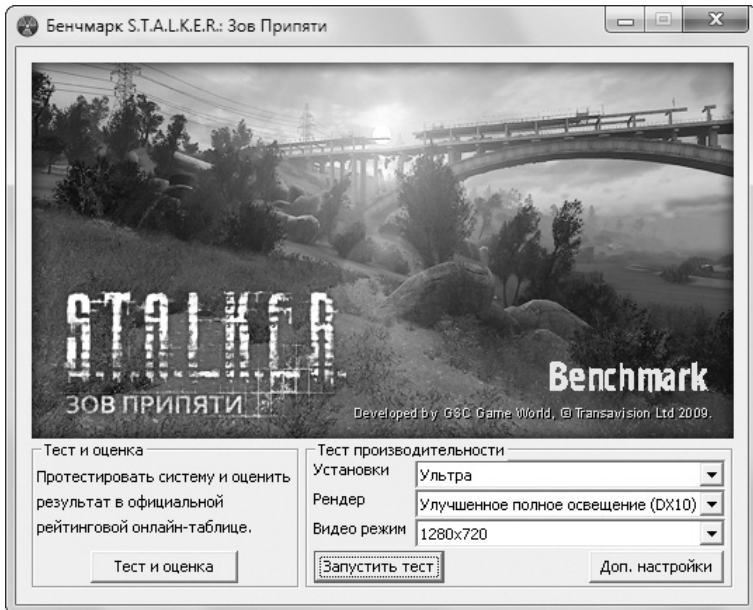 Бенчмарк S.T.A.L.K.E.R.: Зов Припяти
S.T.A.L.K.E.R.
ЗОВ ПРИПЯТИ
Benchmark
Developed by GSC Game World, © Transavision Ltd 2009.
Тест и оценка
Протестировать систему и оценить
результат в официальной
рейтинговой онлайн-таблице.
Тест и оценка
Тест производительности
Установки Ультра
Рендер Улучшенное полное освещение (DX10)
Видео режим 1280x720
Запустить тест Доп. настройки